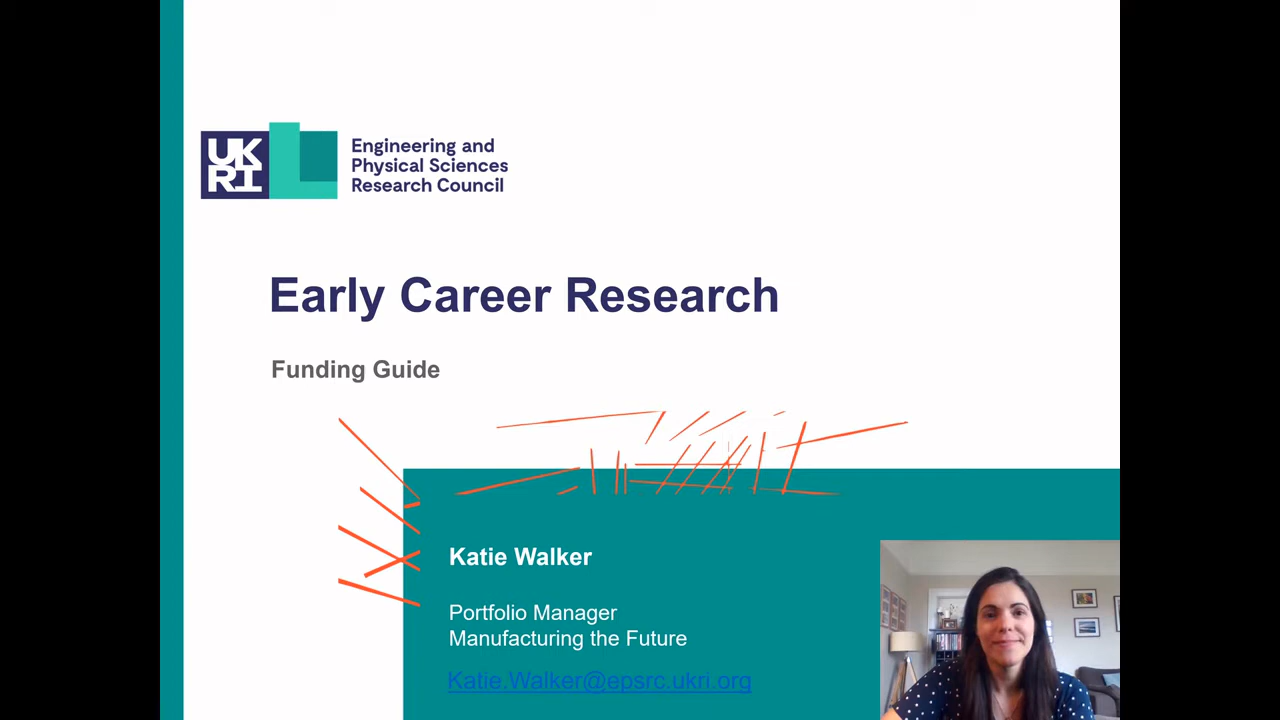 UK
RI
Engineering and
Physical Sciences
Research Council
Early Career Research
Funding Guide
Katie Walker
Portfolio Manager
Manufacturing the Future
Katie.Walker@epsrc.ukri.org